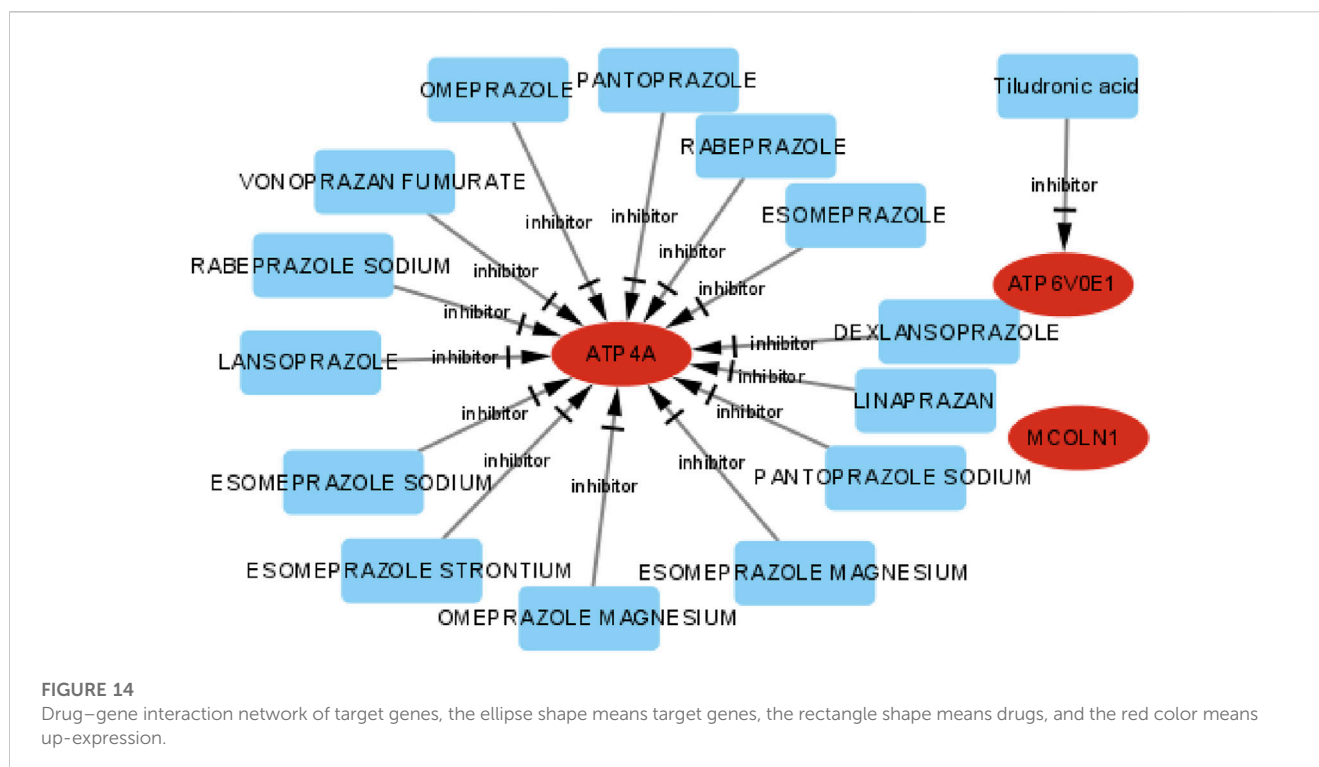 OMEPRAZOLE
PANTOPRAZOLE
Tiludronic acid
RABEPRAZOLE
VONOPRAZAN FUMURATE
inhibitor
ESOMEPRAZOLE
inhibitor
inhibitor
inhibitor
RABEPRAZOLE SODIUM
inhibitor
inhibitor
ATP6V0E1
inhibitor
DEXLANSOPRAZOLE
inhibitor
LANSOPRAZOLE
inhibitor
ATP4A
inhibitor
LINAPRAZAN
inhibitor
inhibitor
MCOLN1
inhibitor
inhibitor
PANTOPRAZOLE SODIUM
ESOMEPRAZOLE SODIUM
inhibitor
ESOMEPRAZOLE STRONTIUM
ESOMEPRAZOLE MAGNESIUM
OMEPRAZOLE MAGNESIUM
FIGURE 14
Drug–gene interaction network of target genes, the ellipse shape means target genes, the rectangle shape means drugs, and the red color means
up-expression.